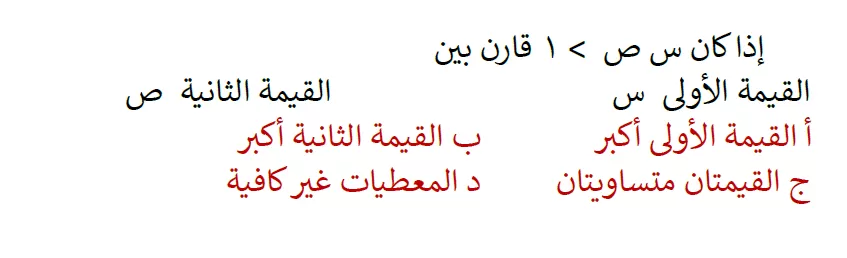 إذا كان س ص > ١ قارن بين
القيمة الأولى س القيمة الثانية ص
أ القيمة الأولى أكبر ب القيمة الثانية أكبر
ج القيمتان متساويتان د المعطيات غير كافية